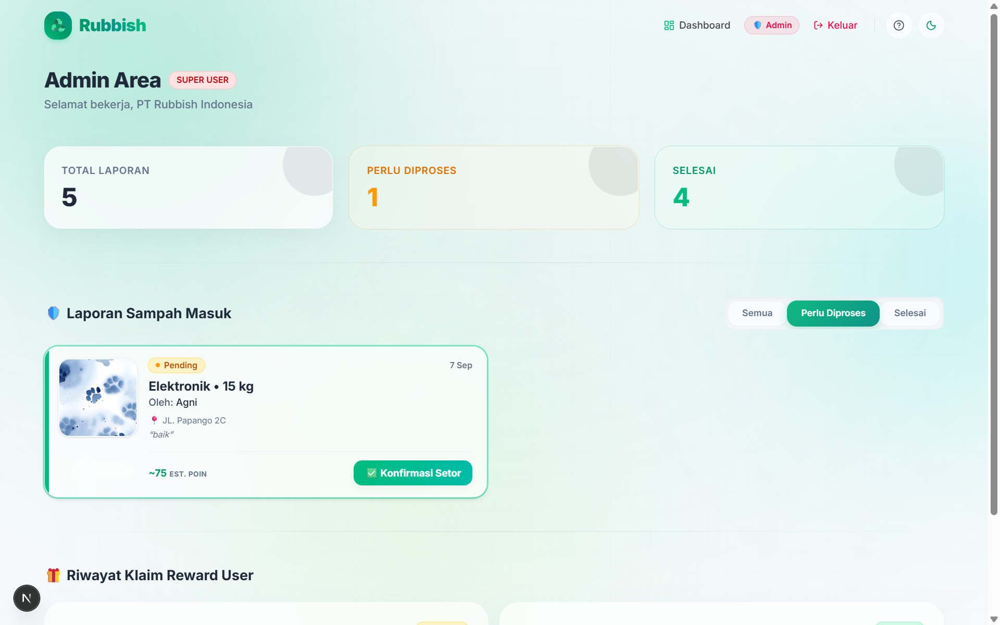 Rubbish
Dashboard
Admin
Keluar
Admin Area
SUPER USER
Selamat bekerja, PT Rubbish Indonesia
TOTAL LAPORAN
5
PERLU DIPROSES
1
SELESAI
4
Laporan Sampah Masuk
Semua
Perlu Diproses
Selesai
Pending
7 Sep
Elektronik • 15 kg
Oleh: Agni
JL. Papango 2C
“baik”
~75 EST. POIN
Konfirmasi Setor
Riwayat Klaim Reward User
N